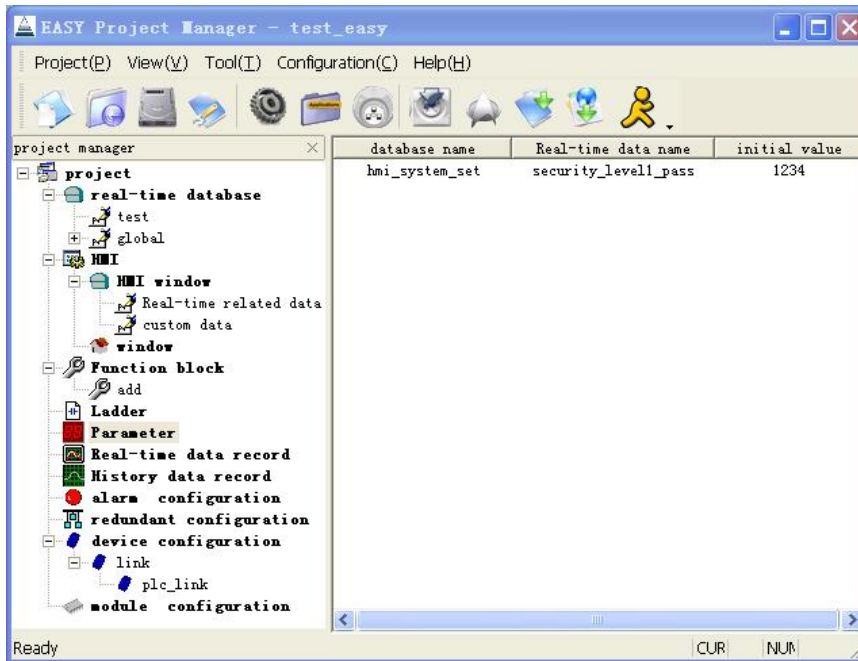 EASY Project Manager - test_easy
Project(P) View(V) Tool(T) Configuration(C) Help(H)
project manager
database name Real-time data name initial value
hmi_system_set security_level1_pass 1234
project
real-time database
test
global
HMI
HMI window
Real-time related data
custom data
window
Function block
add
Ladder
Parameter
Real-time data record
History data record
alarm configuration
redundant configuration
device configuration
link
plc_link
module configuration
Ready CUR NUM